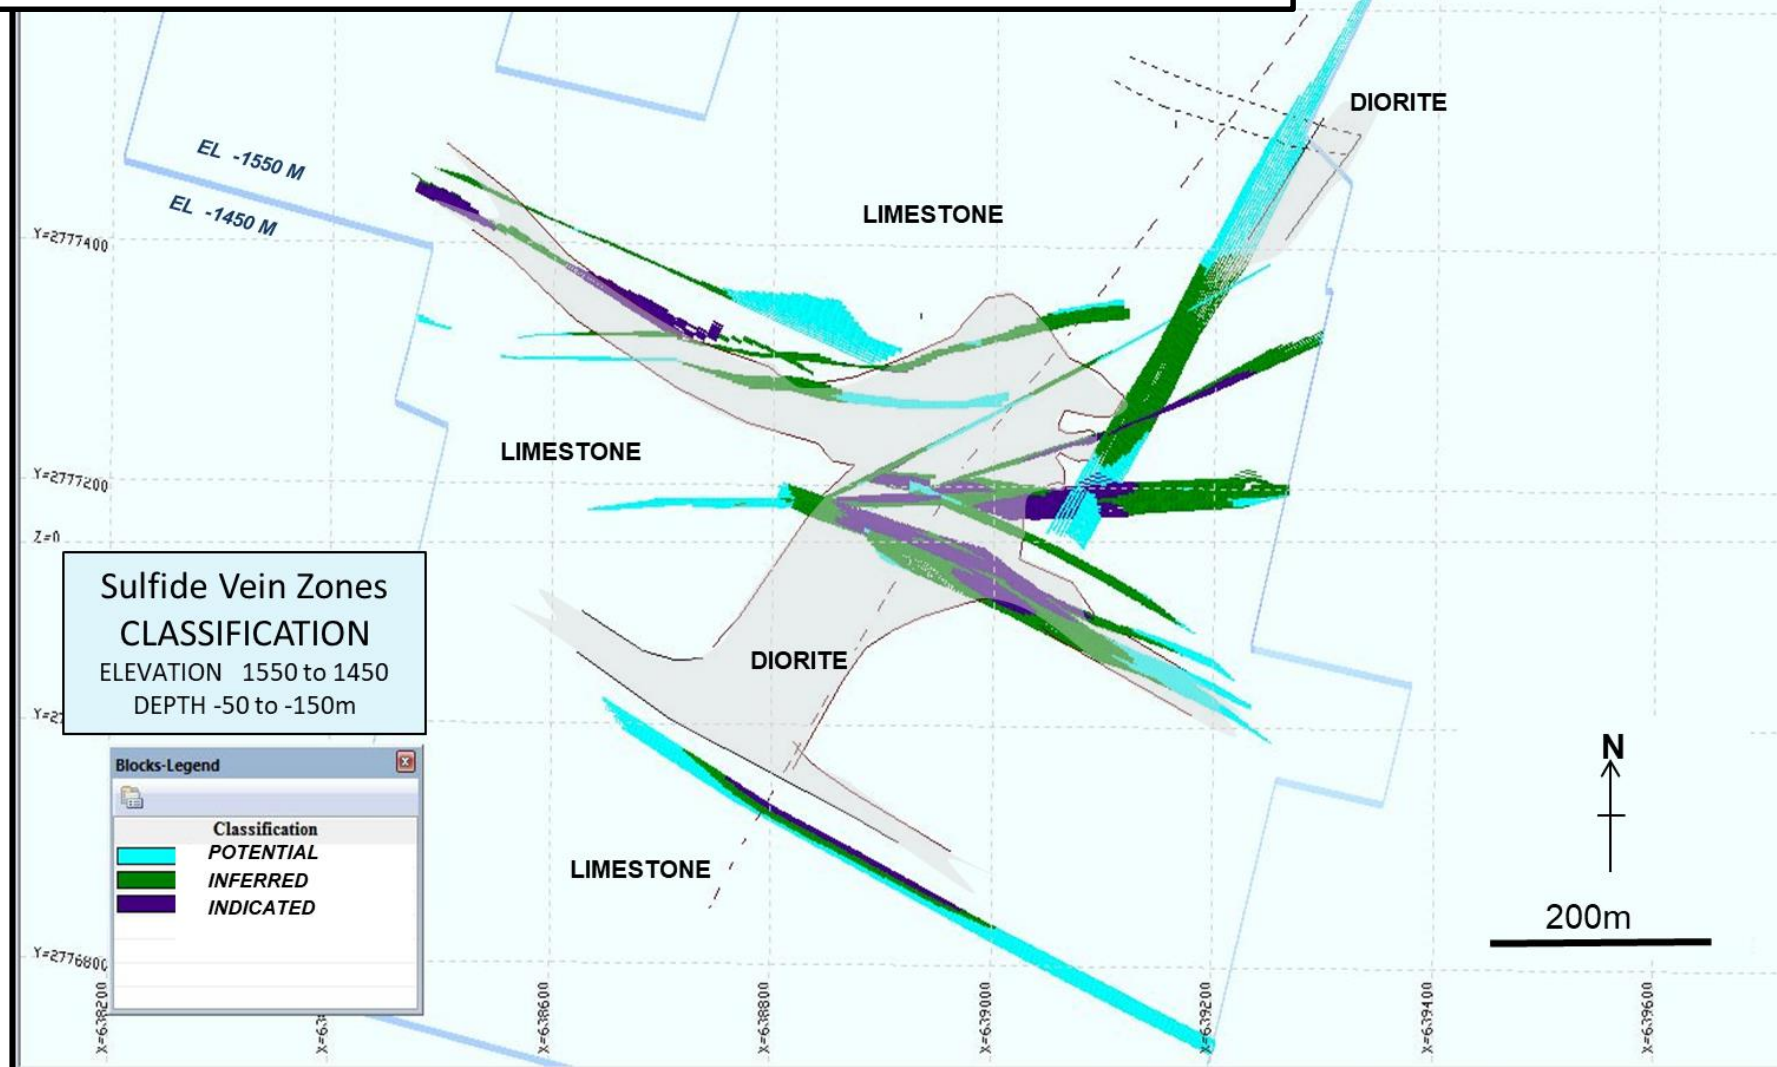 DIORITE
EL -1550 M
EL -1450 M
LIMESTONE
Y=2777400
LIMESTONE
Y=2777200
Z=0
Sulfide Vein Zones
CLASSIFICATION
ELEVATION 1550 to 1450
DEPTH -50 to -150m
DIORITE
Blocks-Legend
Classification
POTENTIAL
INFERRED
INDICATED
LIMESTONE
N
200m
Y=2776800
X=638200
X=638600
X=638800
X=639000
X=639200
X=639400
X=639600